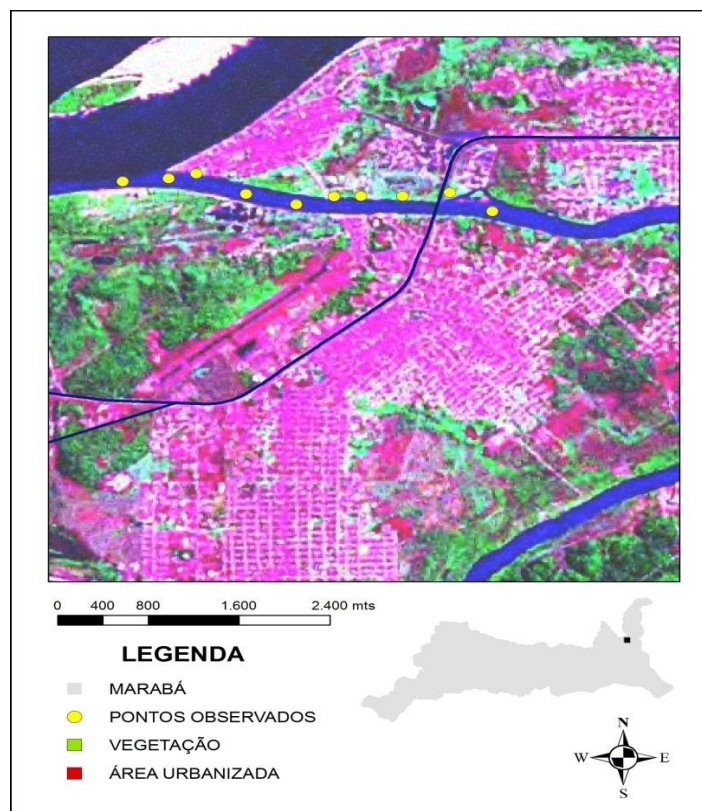 0 400 800 1.600 2.400 mts
LEGENDA
MARABÁ
PONTOS OBSERVADOS
VEGETAÇÃO
ÁREA URBANIZADA
N
W E
S